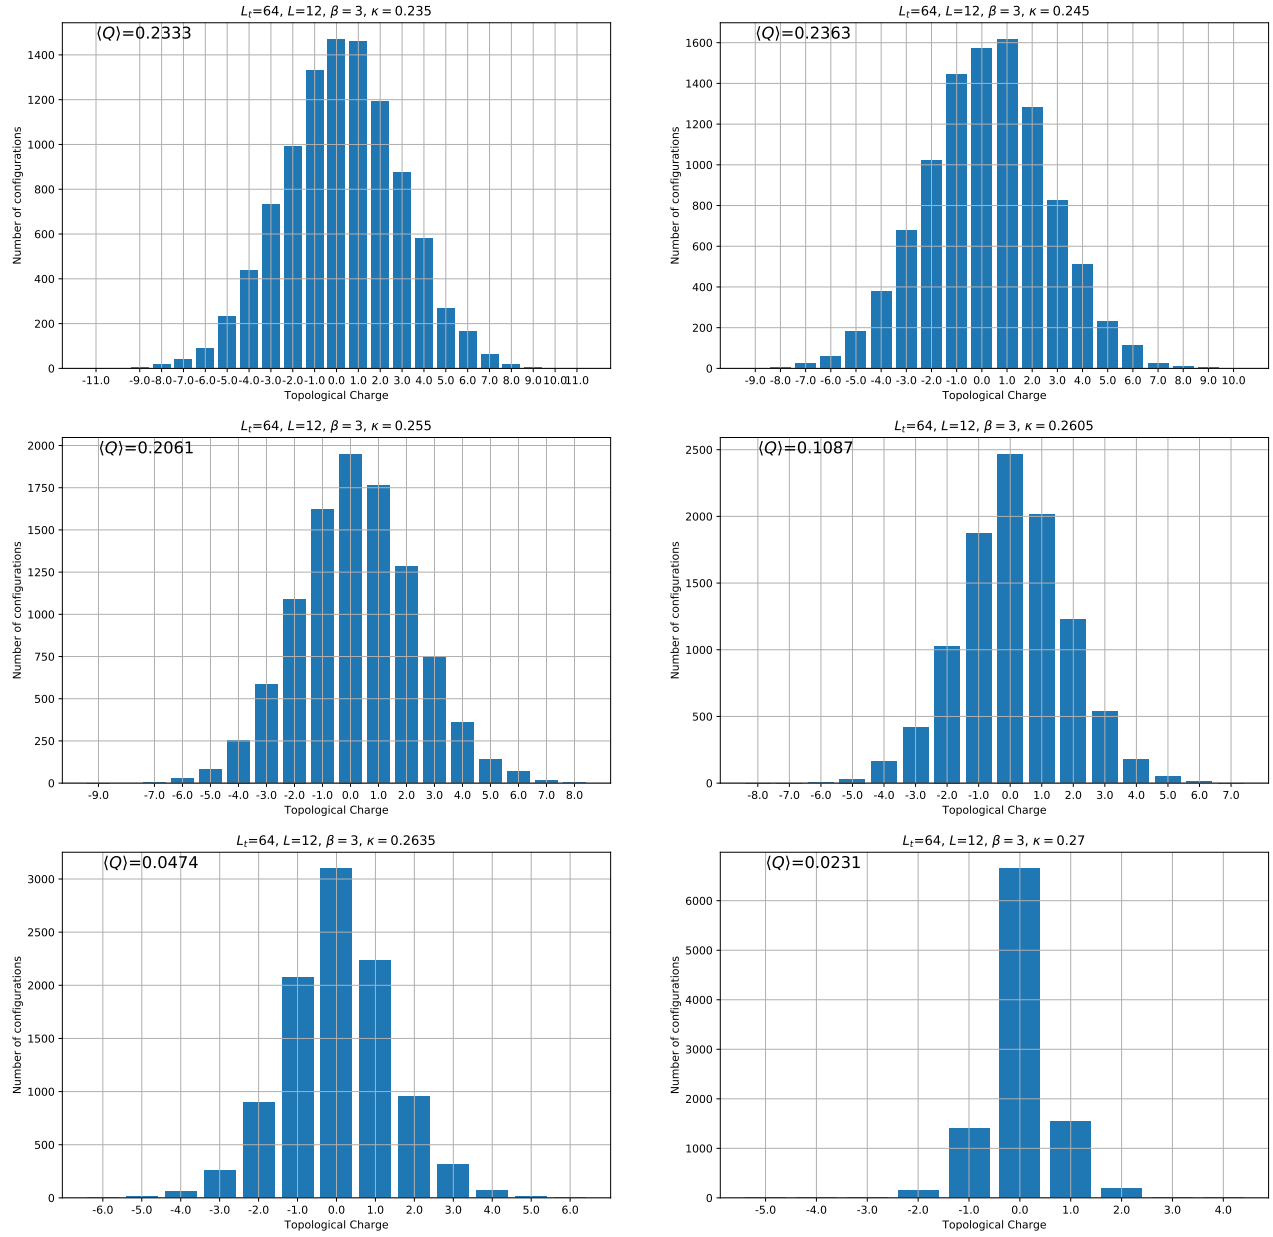 L_t=64, L=12, β = 3, κ = 0.235
⟨Q⟩=0.2333
1400
1200
1000
800
600
400
200
0
Number of configurations
-11.0 -9.0 -8.0 -7.0 -6.0 -5.0 -4.0 -3.0 -2.0 -1.0 0.0 1.0 2.0 3.0 4.0 5.0 6.0 7.0 8.0 9.0 10.0 11.0
Topological Charge
L_t=64, L=12, β = 3, κ = 0.245
⟨Q⟩=0.2363
1600
1400
1200
1000
800
600
400
200
0
Number of configurations
-9.0 -8.0 -7.0 -6.0 -5.0 -4.0 -3.0 -2.0 -1.0 0.0 1.0 2.0 3.0 4.0 5.0 6.0 7.0 8.0 9.0 10.0
Topological Charge
L_t=64, L=12, β = 3, κ = 0.255
⟨Q⟩=0.2061
2000
1750
1500
1250
1000
750
500
250
0
Number of configurations
-9.0 -7.0 -6.0 -5.0 -4.0 -3.0 -2.0 -1.0 0.0 1.0 2.0 3.0 4.0 5.0 6.0 7.0 8.0
Topological Charge
L_t=64, L=12, β = 3, κ = 0.2605
⟨Q⟩=0.1087
2500
2000
1500
1000
500
0
Number of configurations
-8.0 -7.0 -6.0 -5.0 -4.0 -3.0 -2.0 -1.0 0.0 1.0 2.0 3.0 4.0 5.0 6.0 7.0
Topological Charge
L_t=64, L=12, β = 3, κ = 0.2635
⟨Q⟩=0.0474
3000
2500
2000
1500
1000
500
0
Number of configurations
-6.0 -5.0 -4.0 -3.0 -2.0 -1.0 0.0 1.0 2.0 3.0 4.0 5.0 6.0
Topological Charge
L_t=64, L=12, β = 3, κ = 0.27
⟨Q⟩=0.0231
6000
5000
4000
3000
2000
1000
0
Number of configurations
-5.0 -4.0 -3.0 -2.0 -1.0 0.0 1.0 2.0 3.0 4.0
Topological Charge